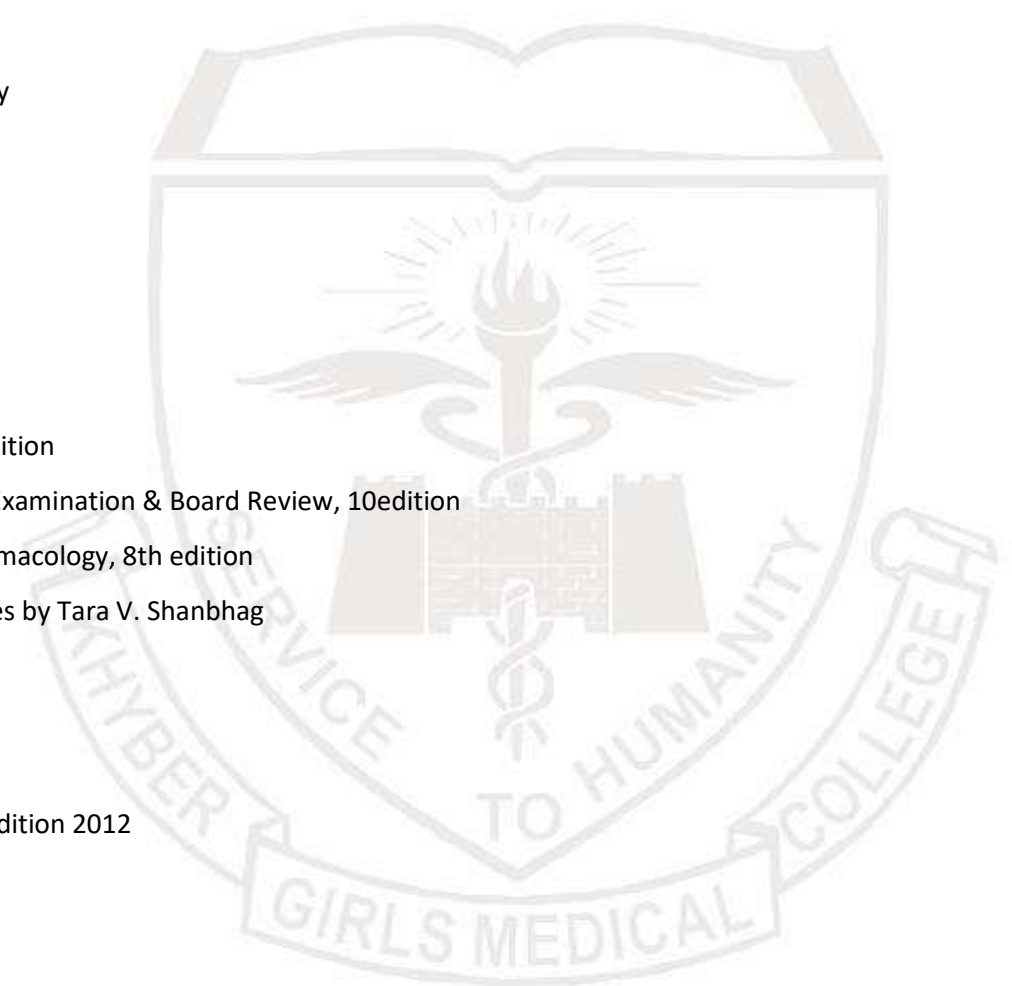 y
ition
Examination & Board Review, 10edition
macology, 8th edition
es by Tara V. Shanbhag
dition 2012
SERVICE TO HUMANITY
KHYBER GIRLS MEDICAL COLLEGE